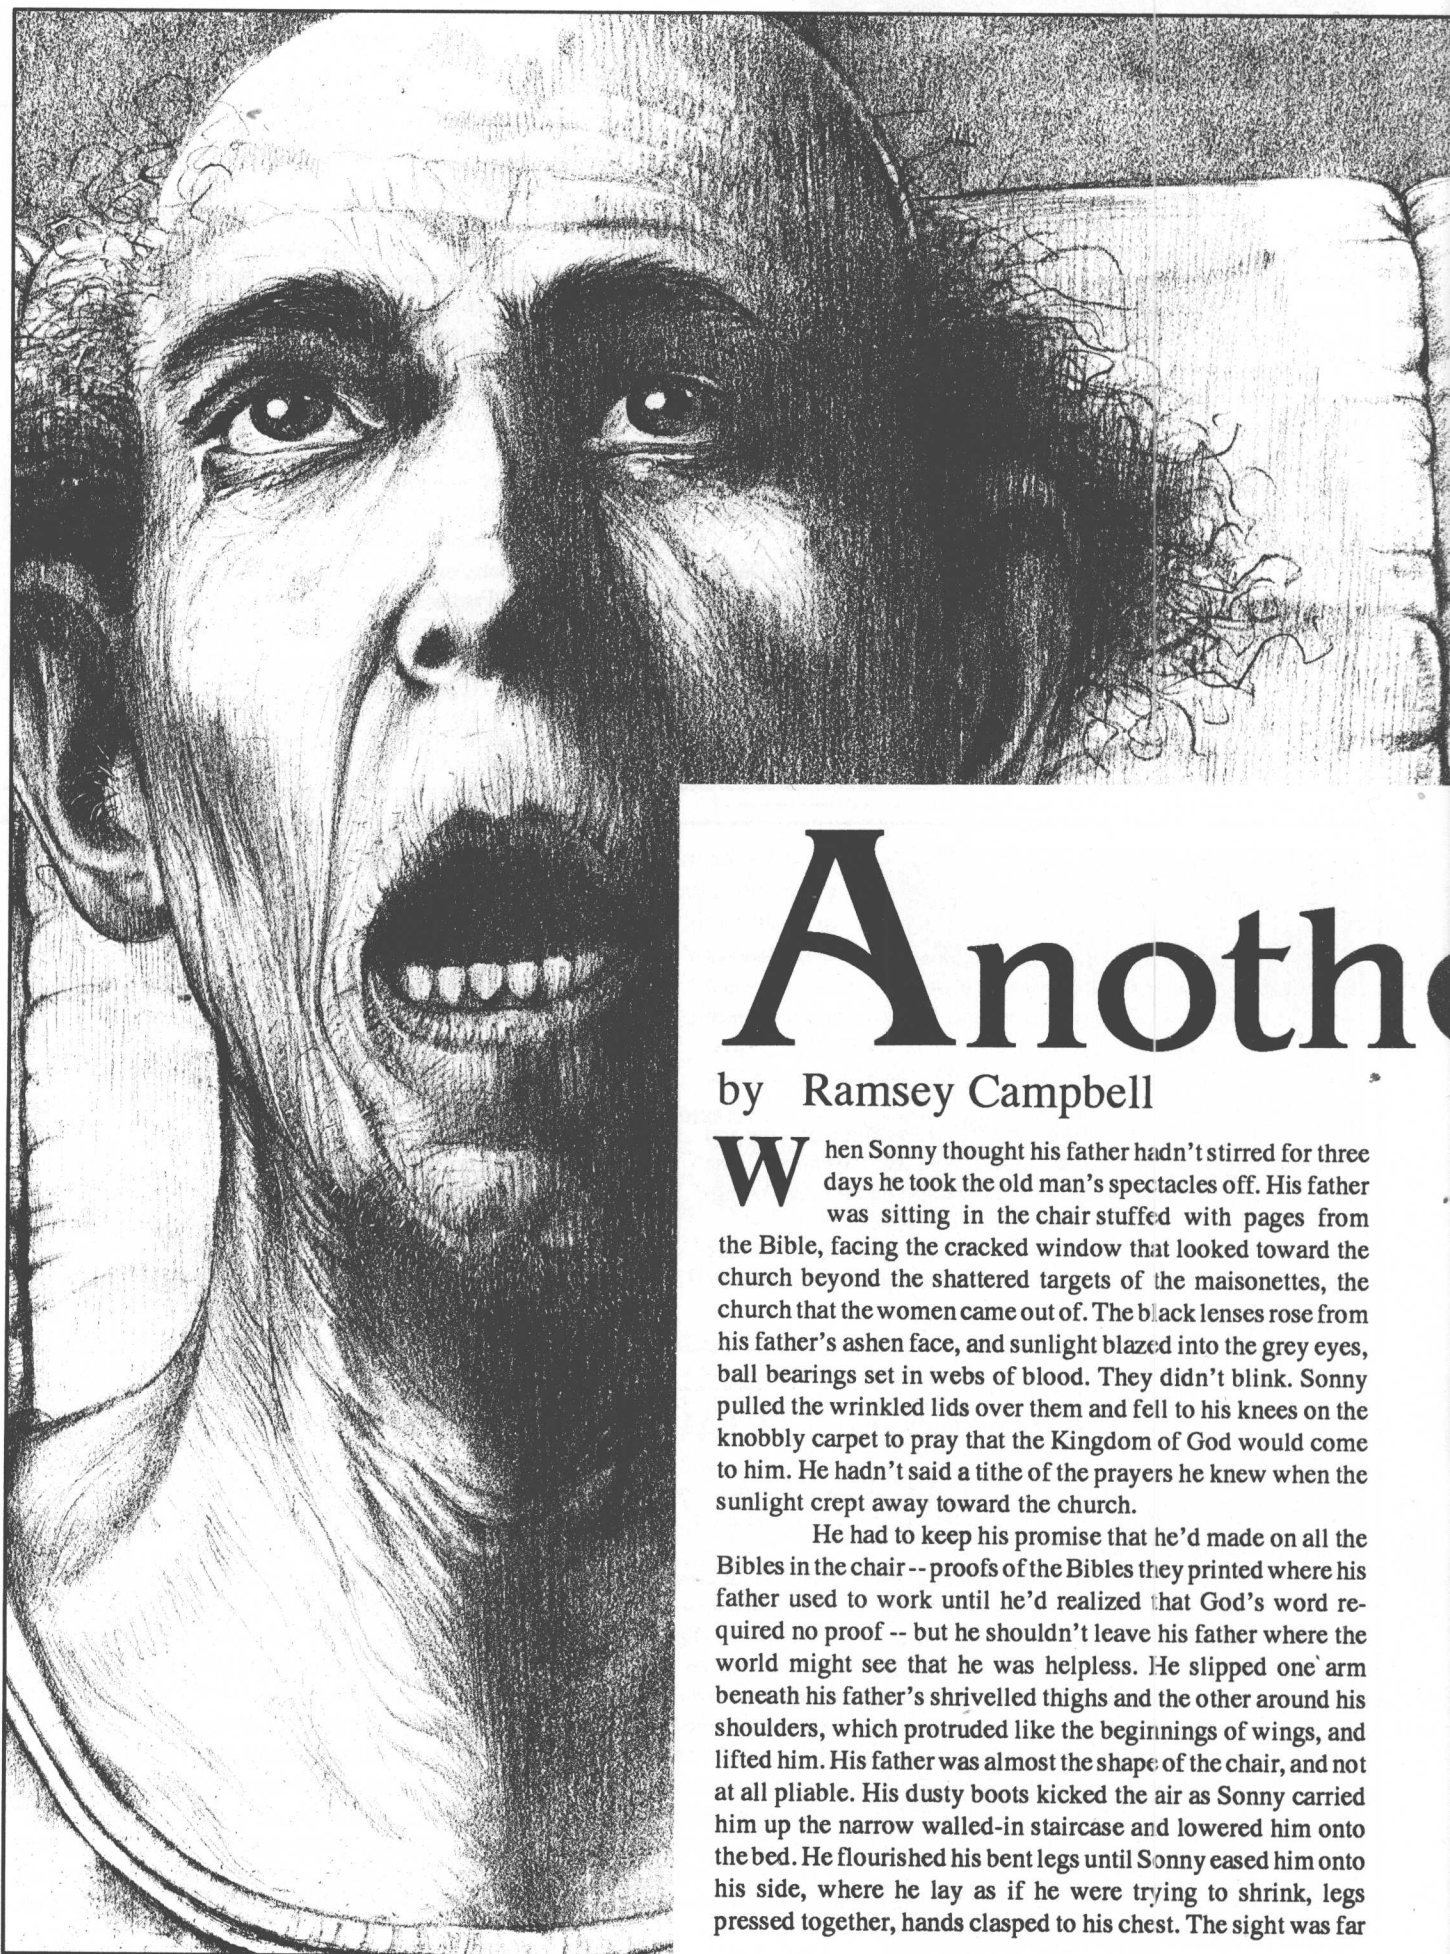 Anothe
by Ramsey Campbell
When Sonny thought his father hadn't stirred for three
days he took the old man's spectacles off. His father
was sitting in the chair stuffed with pages from
the Bible, facing the cracked window that looked toward the
church beyond the shattered targets of the maisonettes, the
church that the women came out of. The black lenses rose from
his father's ashen face, and sunlight blazed into the grey eyes,
ball bearings set in webs of blood. They didn't blink. Sonny
pulled the wrinkled lids over them and fell to his knees on the
knobbly carpet to pray that the Kingdom of God would come
to him. He hadn't said a tithe of the prayers he knew when the
sunlight crept away toward the church.
He had to keep his promise that he'd made on all the
Bibles in the chair -- proofs of the Bibles they printed where his
father used to work until he'd realized that God's word re-
quired no proof -- but he shouldn't leave his father where the
world might see that he was helpless. He slipped one arm
beneath his father's shrivelled thighs and the other around his
shoulders, which protruded like the beginnings of wings, and
lifted him. His father was almost the shape of the chair, and not
at all pliable. His dusty boots kicked the air as Sonny carried
him up the narrow walled-in staircase and lowered him onto
the bed. He flourished his bent legs until Sonny eased him onto
his side, where he lay as if he were trying to shrink, legs
pressed together, hands clasped to his chest. The sight was far